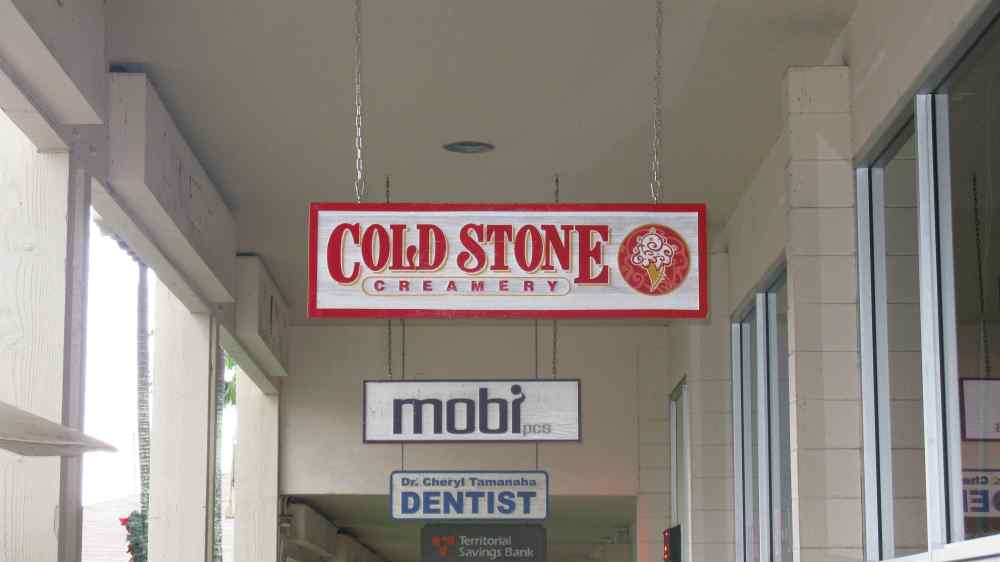 COLD STONE
CREAMERY
mobi pcs
Dr. Cheryl Tamanaha
DENTIST
Territorial
Savings Bank